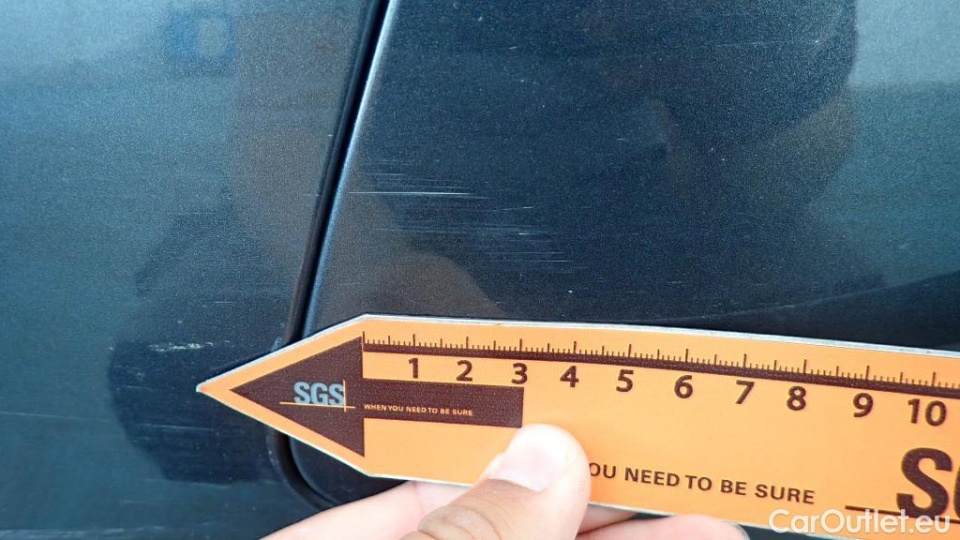 1 2 3 4 5 6 7 8 9 10
SGS
WHEN YOU NEED TO BE SURE
OU NEED TO BE SURE
S
CarOutlet.eu